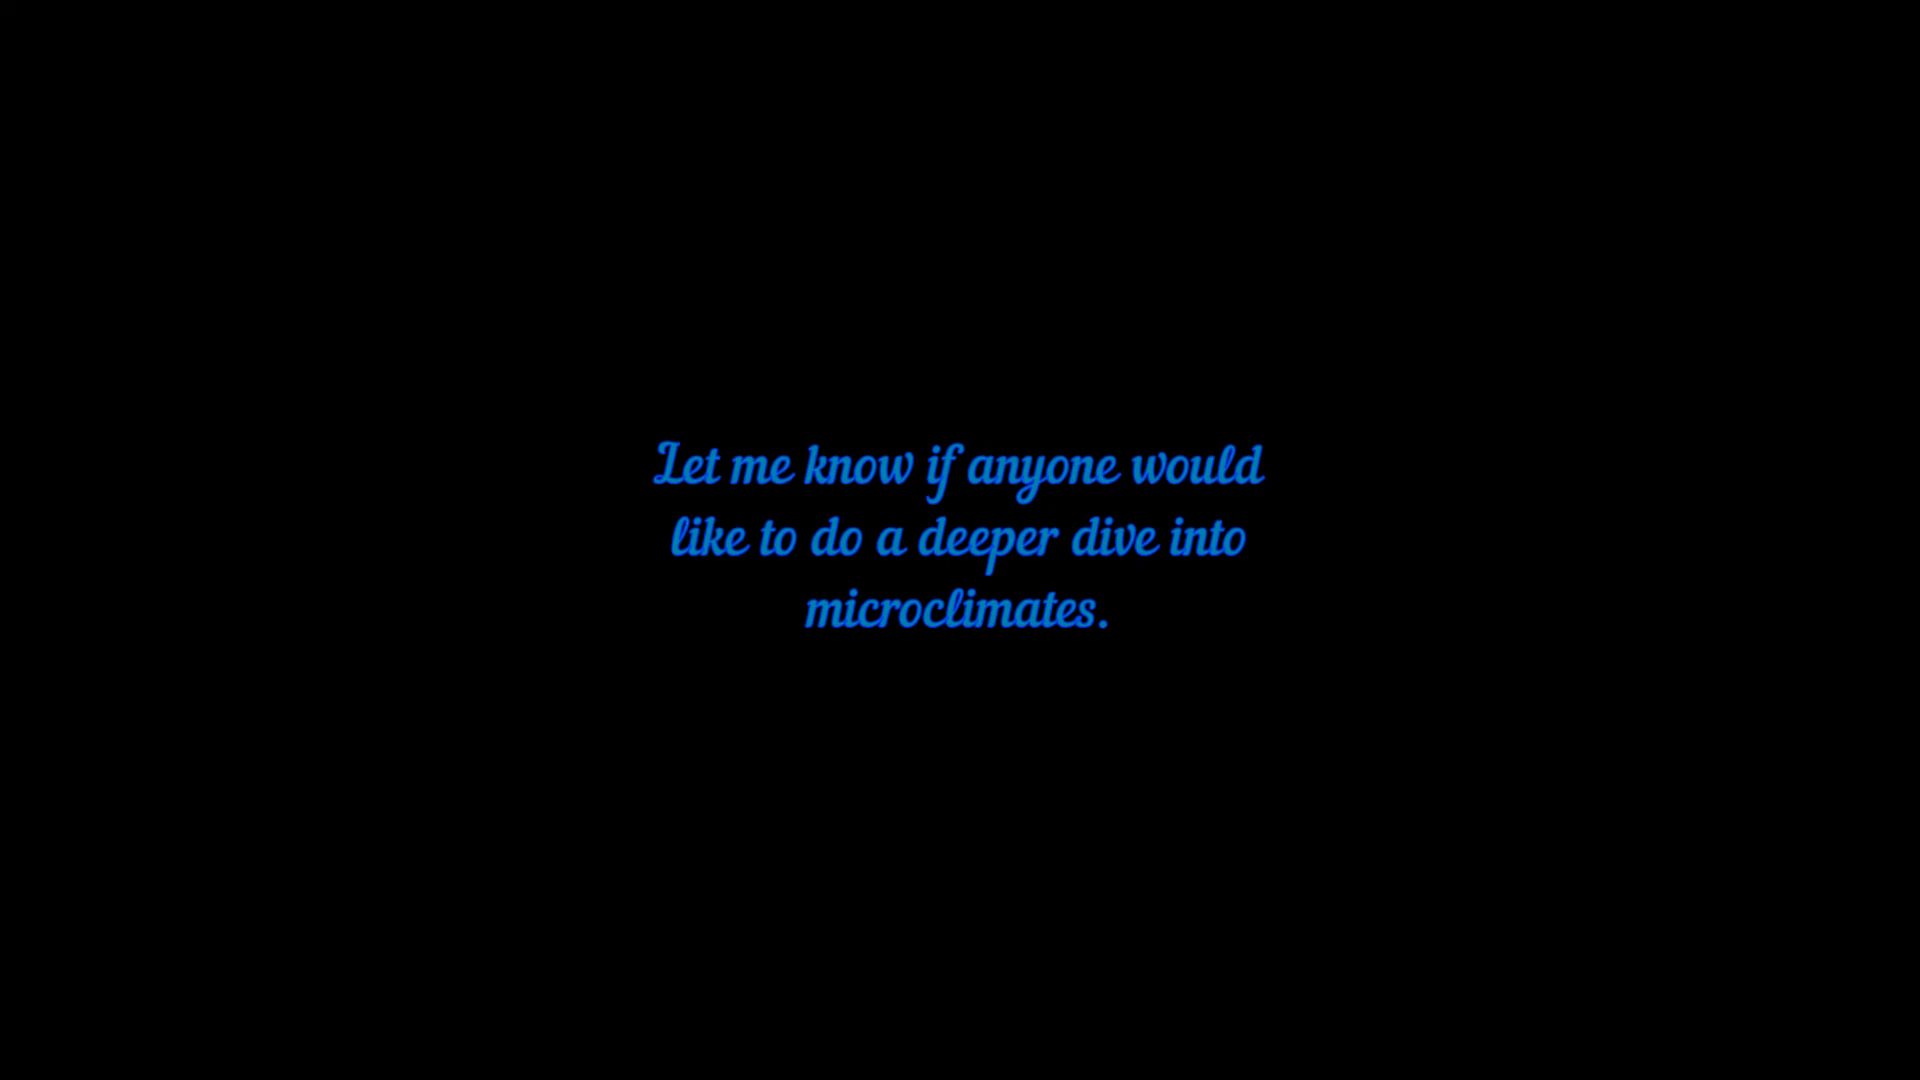 Let me know if anyone would
like to do a deeper dive into
microclimates.